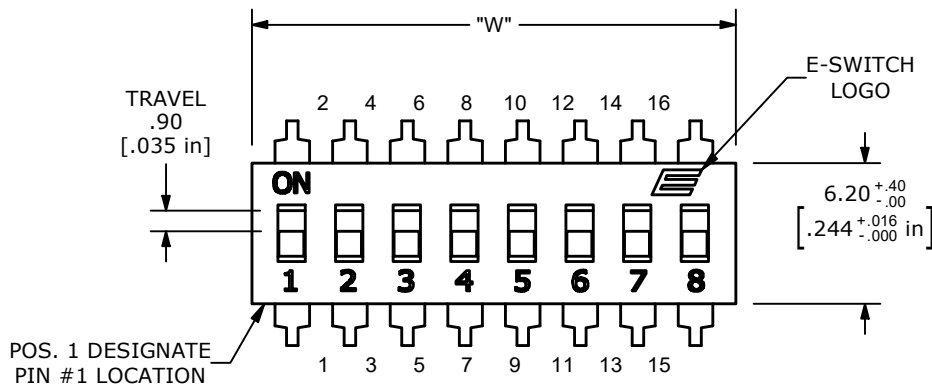 "W"
E-SWITCH
LOGO
TRAVEL
.90
[.035 in]
2 4 6 8 10 12 14 16
ON
6.20 +.40 -.00
[.244 +.016 -.000 in]
1 2 3 4 5 6 7 8
POS. 1 DESIGNATE
PIN #1 LOCATION
1 3 5 7 9 11 13 15